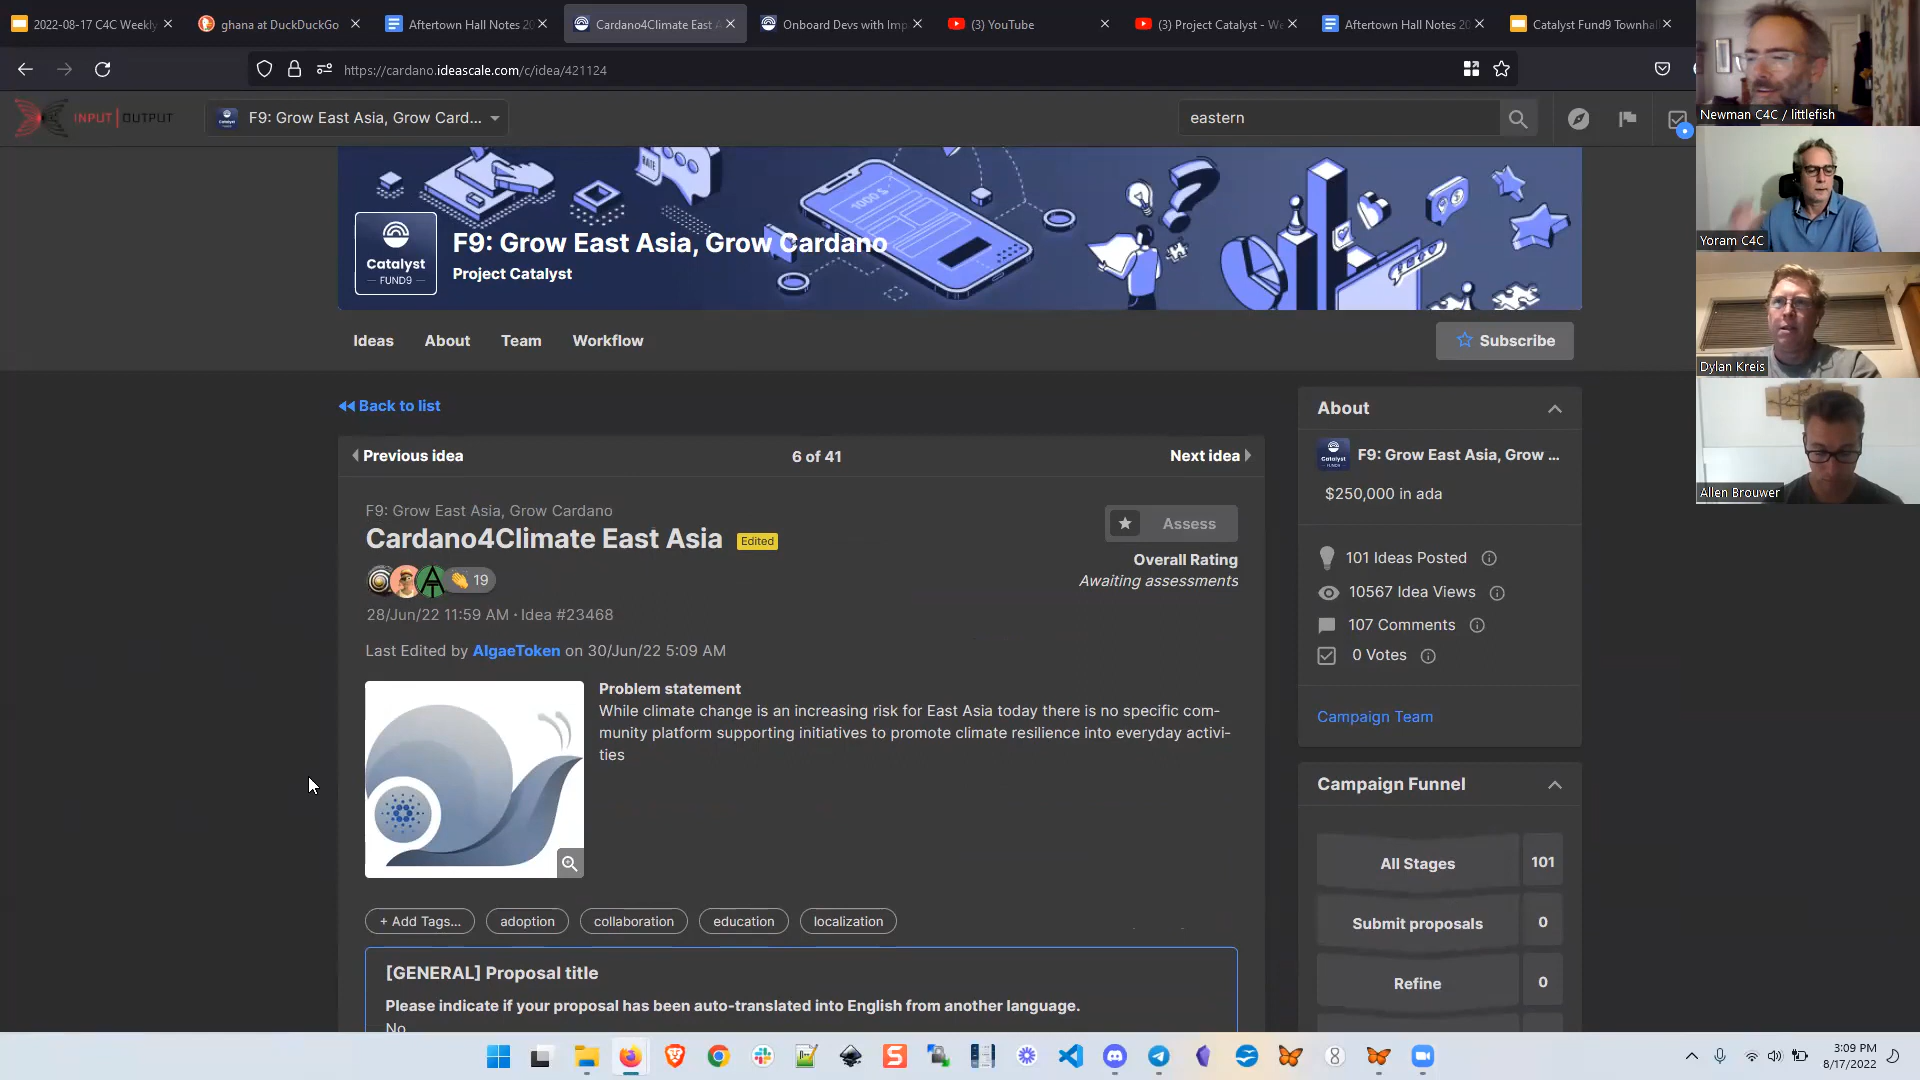 2022-08-17 C4C Weekly
ghana at DuckDuckGo
Aftertown Hall Notes 20
Cardano4Climate East A
Onboard Devs with Imp
(3) YouTube
(3) Project Catalyst - We
Aftertown Hall Notes 20
Catalyst Fund9 Townhal
https://cardano.ideascale.com/c/idea/421124
INPUT | OUTPUT
F9: Grow East Asia, Grow Card...
eastern
RATE
1000 $
Catalyst
FUND9
F9: Grow East Asia, Grow Cardano
Project Catalyst
Ideas
About
Team
Workflow
Subscribe
Back to list
Previous idea
6 of 41
Next idea
F9: Grow East Asia, Grow Cardano
Cardano4Climate East Asia Edited
19
28/Jun/22 11:59 AM · Idea #23468
Last Edited by AlgaeToken on 30/Jun/22 5:09 AM
Assess
Overall Rating
Awaiting assessments
Problem statement
While climate change is an increasing risk for East Asia today there is no specific com-
munity platform supporting initiatives to promote climate resilience into everyday activi-
ties
+ Add Tags...
adoption
collaboration
education
localization
[GENERAL] Proposal title
Please indicate if your proposal has been auto-translated into English from another language.
No
About
Catalyst
F9: Grow East Asia, Grow ...
$250,000 in ada
101 Ideas Posted
10567 Idea Views
107 Comments
0 Votes
Campaign Team
Campaign Funnel
All Stages
101
Submit proposals
0
Refine
0
Newman C4C / littlefish
Yoram C4C
Dylan Kreis
Allen Brouwer
3:09 PM
8/17/2022